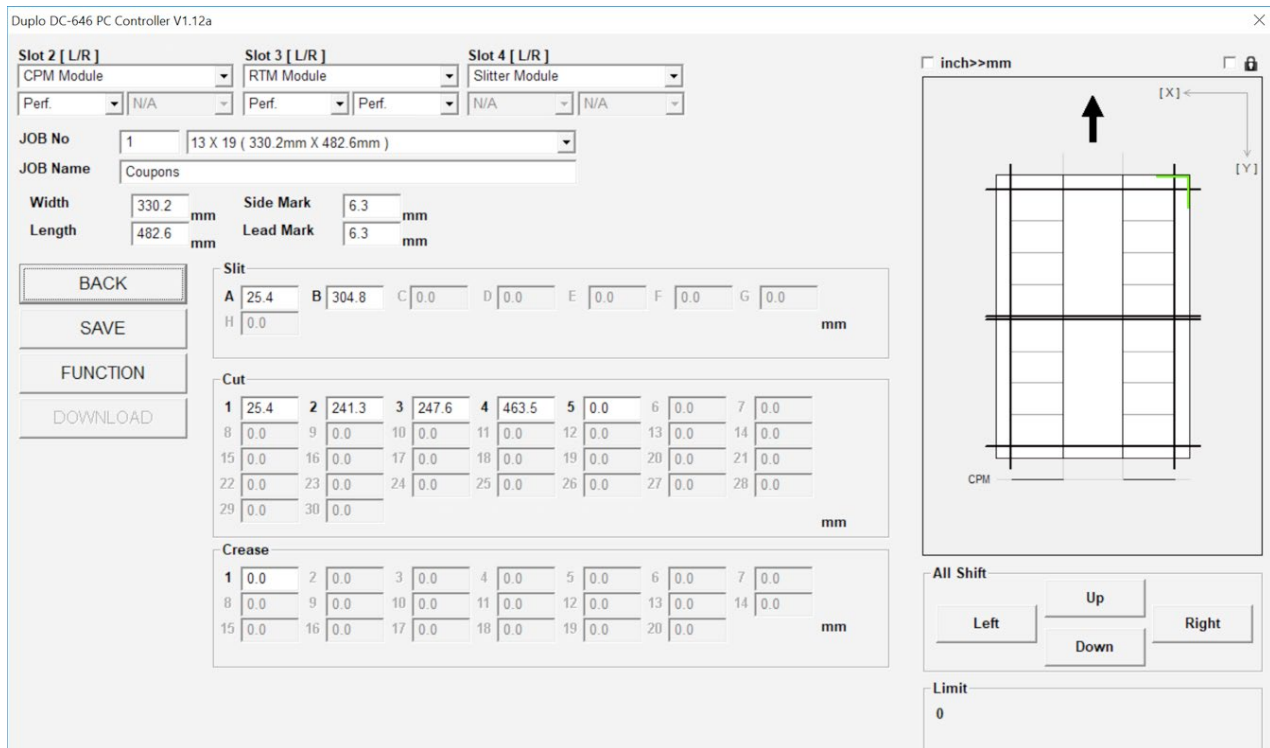 Duplo DC-646 PC Controller V1.12a
Slot 2 [ L/R ] Slot 3 [ L/R ] Slot 4 [ L/R ]
CPM Module RTM Module Slitter Module
Perf. N/A Perf. Perf. N/A N/A
JOB No 1 13 X 19 ( 330.2mm X 482.6mm )
JOB Name Coupons
Width 330.2 mm Side Mark 6.3 mm
Length 482.6 mm Lead Mark 6.3 mm
BACK
SAVE
FUNCTION
DOWNLOAD
Slit
A 25.4 B 304.8 C 0.0 D 0.0 E 0.0 F 0.0 G 0.0
H 0.0 mm
Cut
1 25.4 2 241.3 3 247.6 4 463.5 5 0.0 6 0.0 7 0.0
8 0.0 9 0.0 10 0.0 11 0.0 12 0.0 13 0.0 14 0.0
15 0.0 16 0.0 17 0.0 18 0.0 19 0.0 20 0.0 21 0.0
22 0.0 23 0.0 24 0.0 25 0.0 26 0.0 27 0.0 28 0.0
29 0.0 30 0.0
mm
Crease
1 0.0 2 0.0 3 0.0 4 0.0 5 0.0 6 0.0 7 0.0
8 0.0 9 0.0 10 0.0 11 0.0 12 0.0 13 0.0 14 0.0
15 0.0 16 0.0 17 0.0 18 0.0 19 0.0 20 0.0 mm
inch>>mm
[X]
[Y]
CPM
All Shift
Up
Left Right
Down
Limit
0